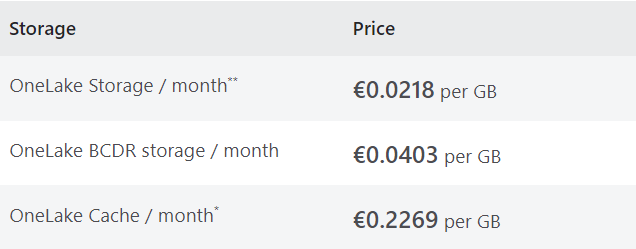 Storage Price
OneLake Storage / month** €0.0218 per GB
OneLake BCDR storage / month €0.0403 per GB
OneLake Cache / month* €0.2269 per GB